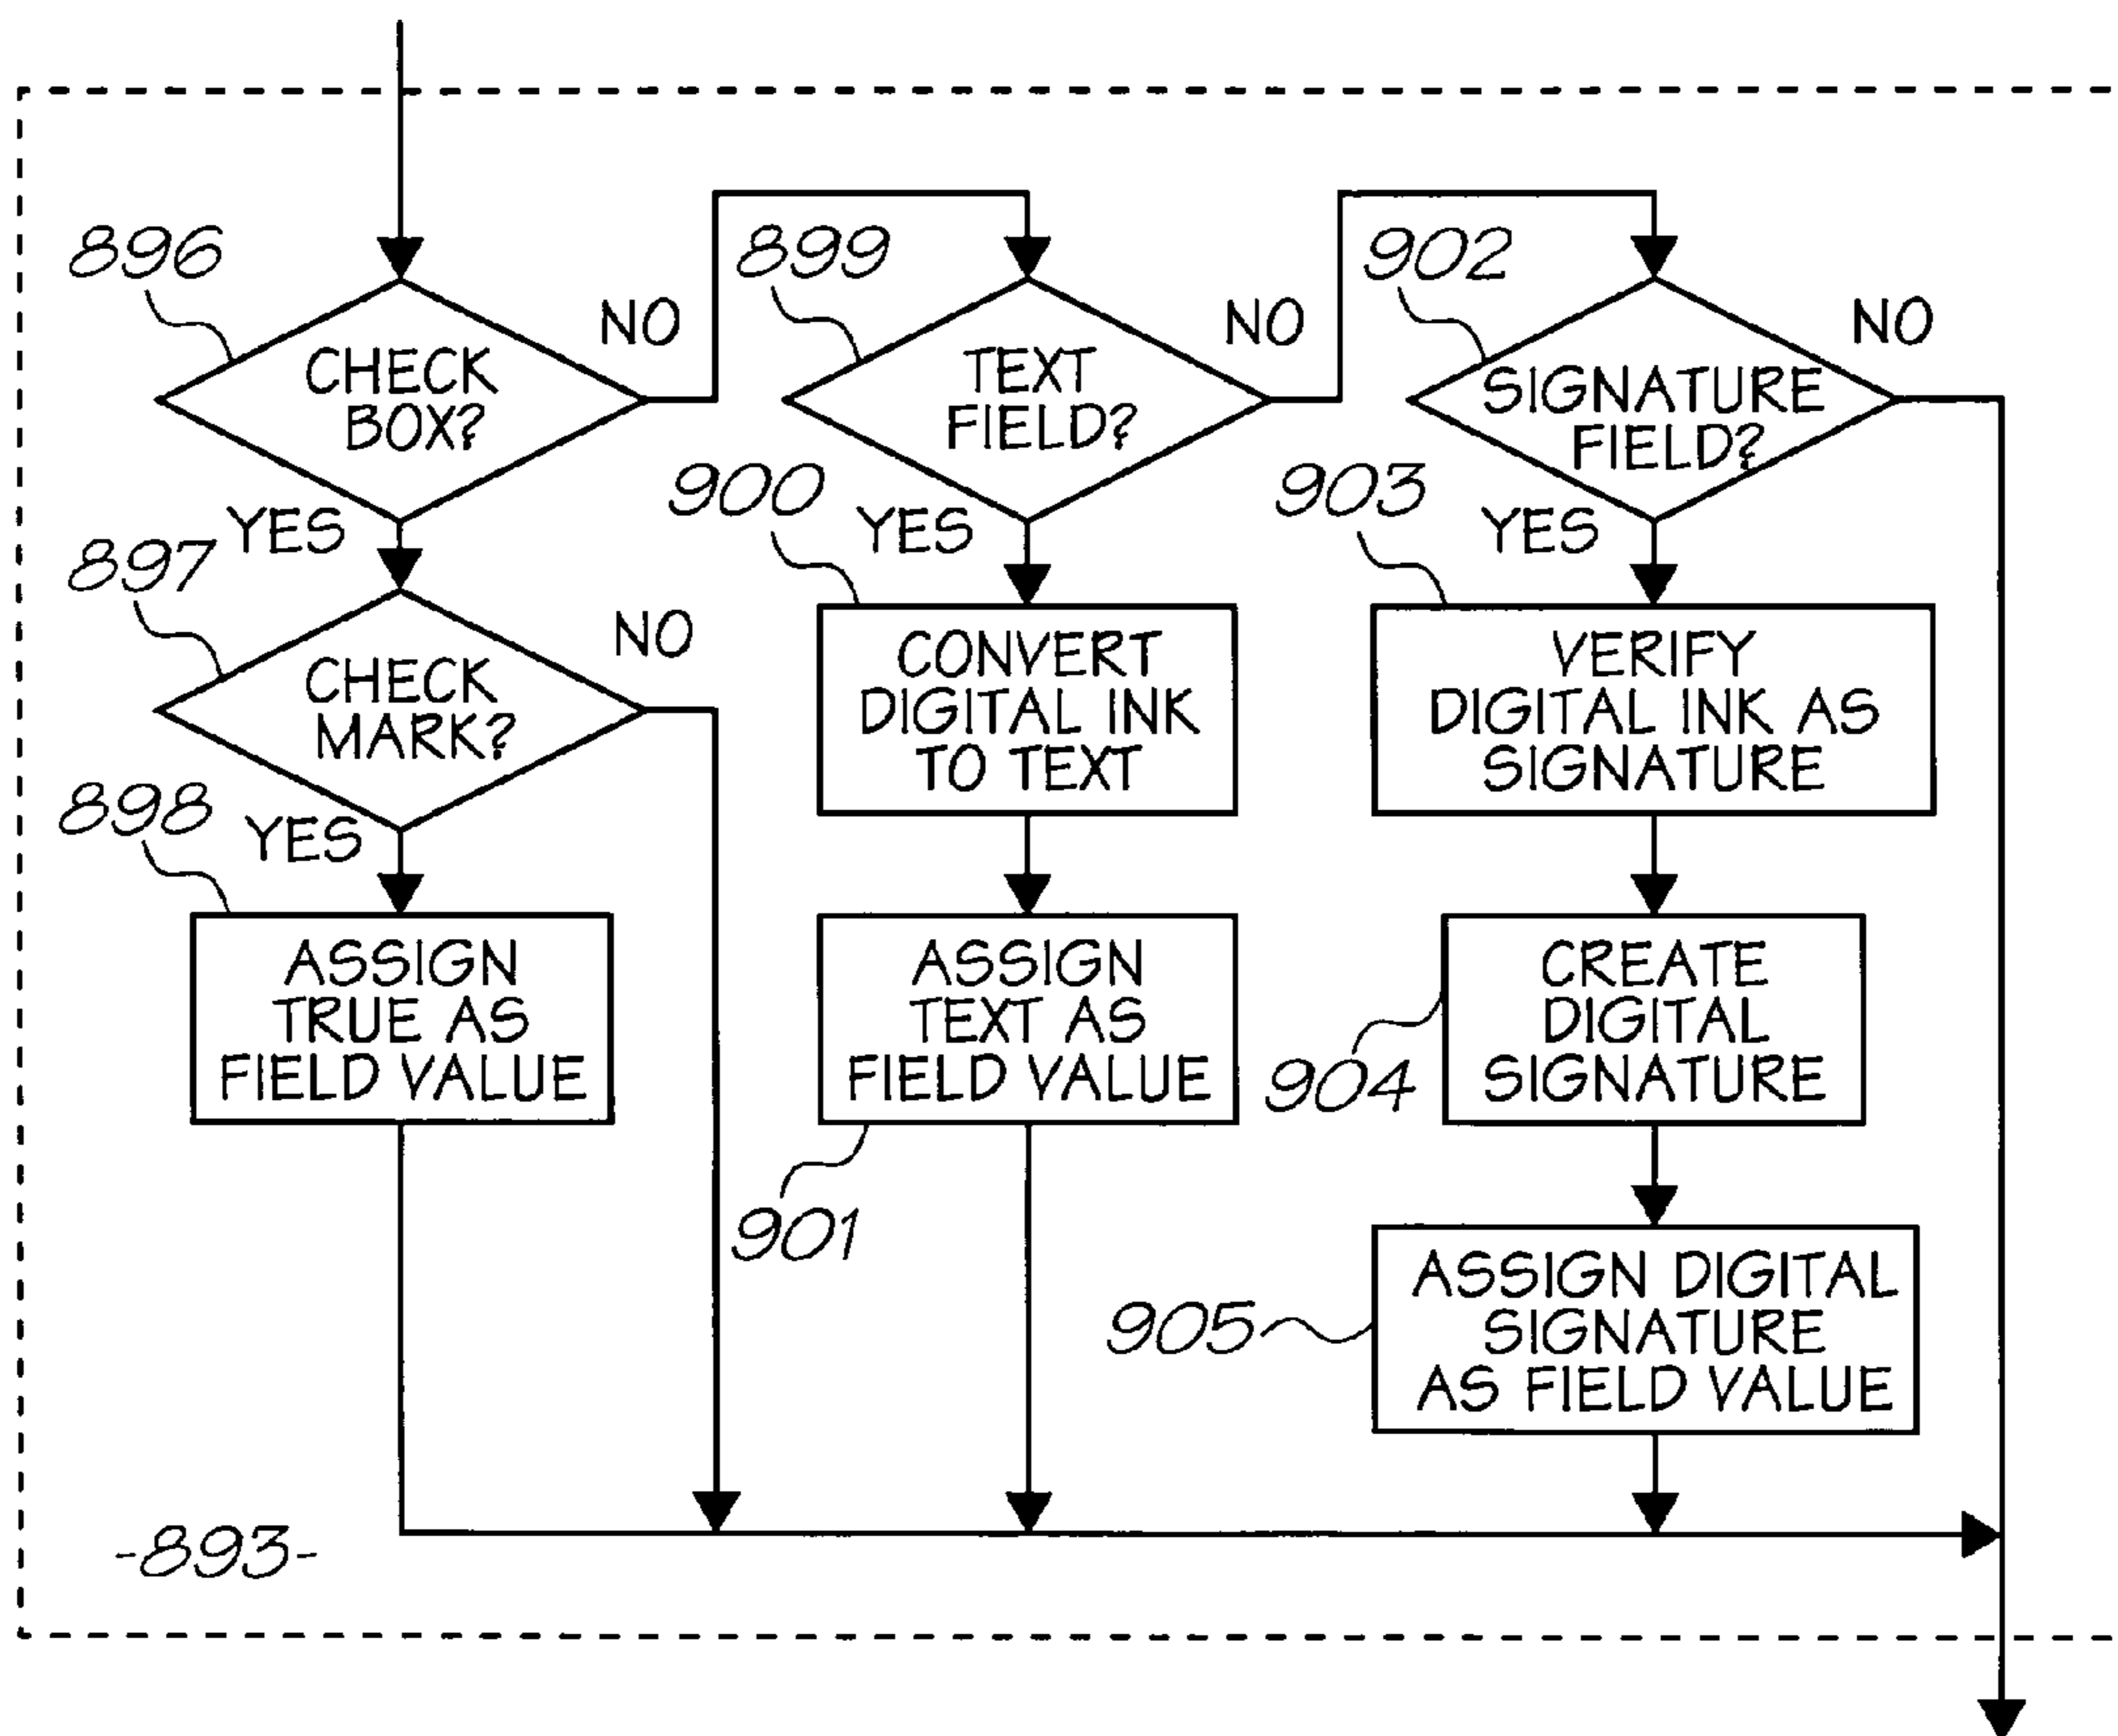 896
CHECK
BOX?
NO
YES
897
CHECK
MARK?
NO
898
YES
ASSIGN
TRUE AS
FIELD VALUE
899
TEXT
FIELD?
NO
900
YES
CONVERT
DIGITAL INK
TO TEXT
ASSIGN
TEXT AS
FIELD VALUE
901
902
SIGNATURE
FIELD?
NO
903
YES
VERIFY
DIGITAL INK AS
SIGNATURE
CREATE
DIGITAL
SIGNATURE
904
ASSIGN DIGITAL
SIGNATURE
AS FIELD VALUE
905
-893-